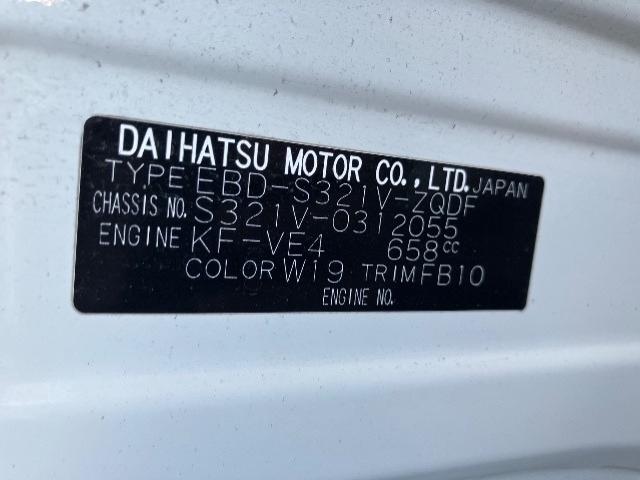 DAIHATSU MOTOR CO., LTD. JAPAN
TYPE EBD-S321V-ZQDF
CHASSIS NO. S321V-0312055
ENGINE KF-VE4 658cc
COLOR W19 TRIM FB10
ENGINE NO.